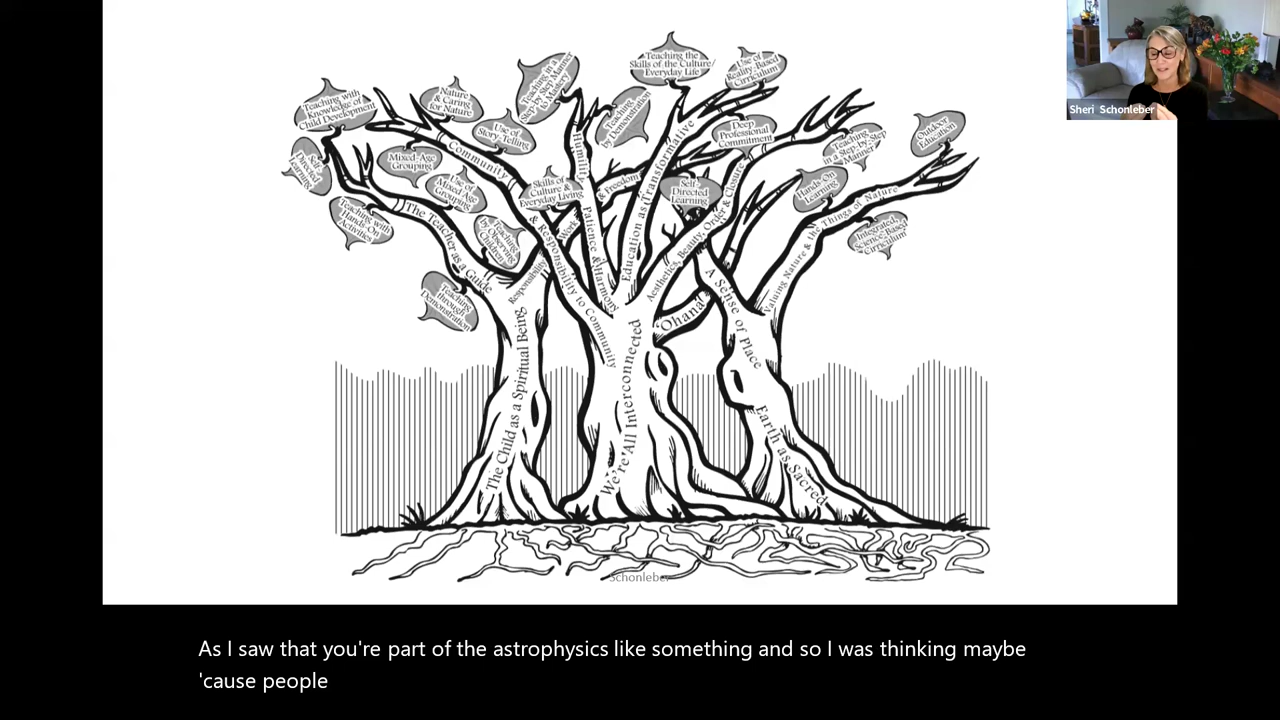 Teaching the
Skills of the Culture/
Everyday Life
Use of
Reality-Based
Curriculum
Teaching in a
Step-by-Step
Manner
to Mastery
Teaching with
Knowledge of
Child Development
Nature
& Caring
for Nature
Teaching
by Demonstration
Use of
Story-Telling
Deep
Professional
Commitment
Teaching
in a Step-by-Step
Manner
Outdoor
Education
Self-
Directed
Learning
Mixed-Age
Grouping
Use of
Mixed Age
Grouping
Skills of
Culture &
Everyday Living
Self-
Directed
Learning
Hands-On
Learning
Teaching with
Hands-On
Activities
Teaching
by Observing
Children
Integrated
Science-Based
Curriculum
Teaching
through
Demonstration
Community
Humility
Patience & Harmony
Work
& Freedom
Education as Transformative
Aesthetics, Beauty, Order & Closure
Valuing Nature & the Things of Nature
The Teacher as a Guide
Responsibility
& Responsibility to Community
'Ohana
A Sense of Place
The Child as a Spiritual Being
We're All Interconnected
Earth as Sacred
Schonleber
Sheri Schonleber
As I saw that you're part of the astrophysics like something and so I was thinking maybe
'cause people